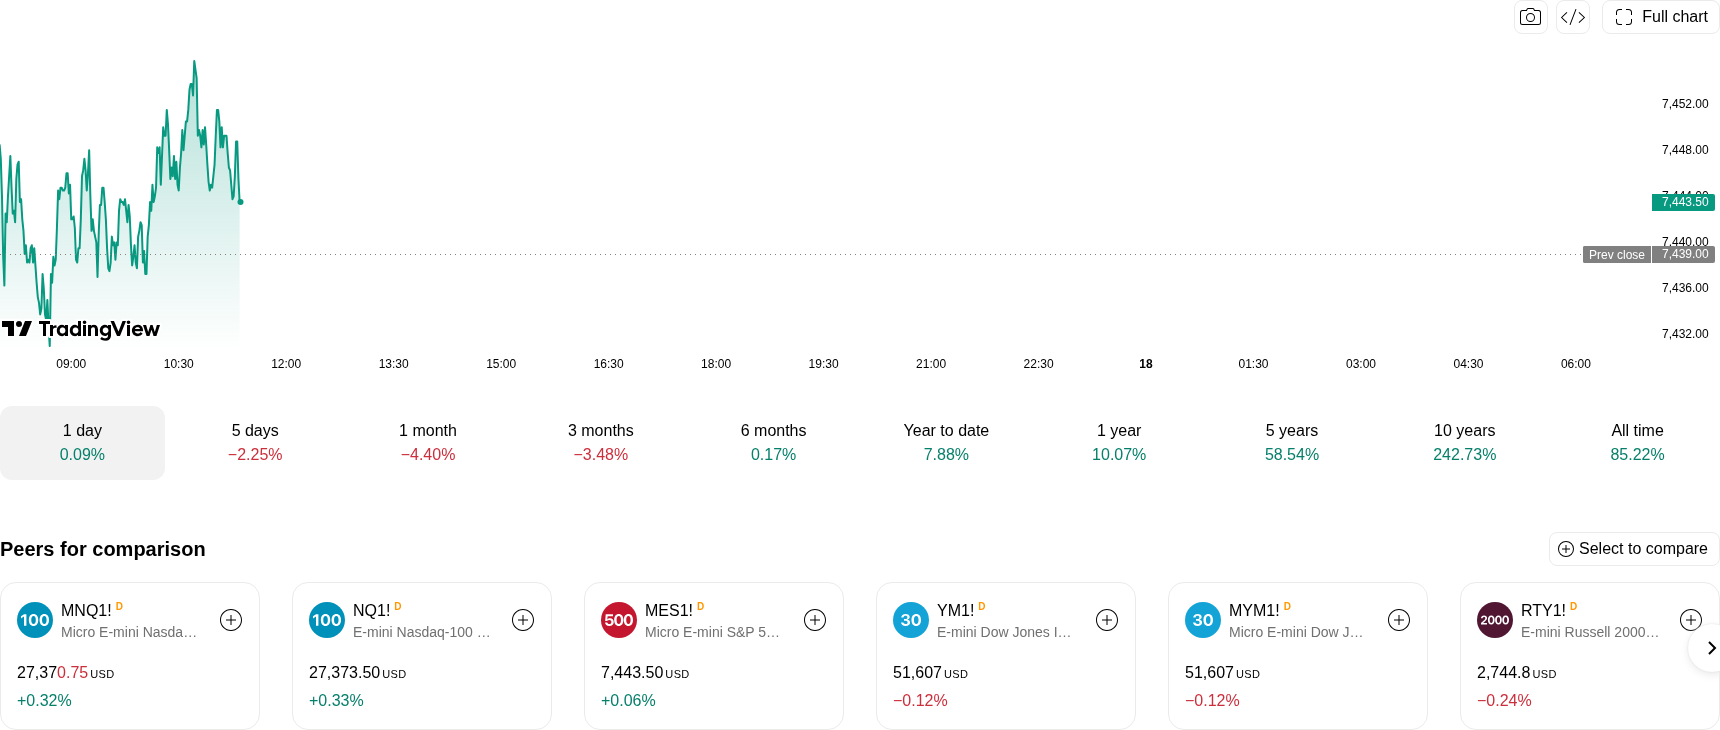 Full chart
7,452.00
7,448.00
7,443.50
7,440.00
Prev close 7,439.00
7,436.00
7,432.00
TradingView
09:00 10:30 12:00 13:30 15:00 16:30 18:00 19:30 21:00 22:30 18 01:30 03:00 04:30 06:00
1 day 5 days 1 month 3 months 6 months Year to date 1 year 5 years 10 years All time
0.09% −2.25% −4.40% −3.48% 0.17% 7.88% 10.07% 58.54% 242.73% 85.22%
Peers for comparison
Select to compare
100 MNQ1! D
Micro E-mini Nasda…
27,370.75 USD
+0.32%
100 NQ1! D
E-mini Nasdaq-100 …
27,373.50 USD
+0.33%
500 MES1! D
Micro E-mini S&P 5…
7,443.50 USD
+0.06%
30 YM1! D
E-mini Dow Jones I…
51,607 USD
−0.12%
30 MYM1! D
Micro E-mini Dow J…
51,607 USD
−0.12%
2000 RTY1! D
E-mini Russell 2000…
2,744.8 USD
−0.24%